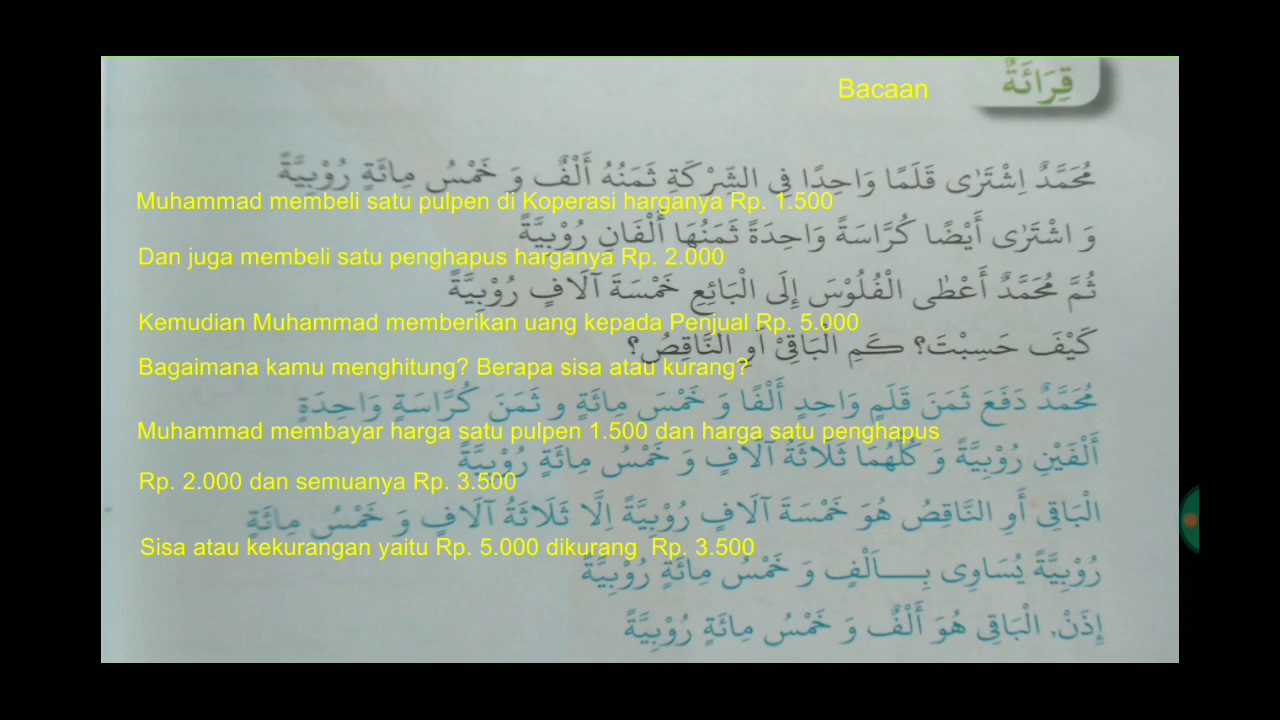 قِرَائَةٌ
Bacaan
مُحَمَّدٌ اِشْتَرٰى قَلَمًا وَاحِدًا فِى الشِّرْكَةِ ثَمَنُهُ أَلْفٌ وَ خَمْسُ مِائَةٍ رُوْبِيَّةً
Muhammad membeli satu pulpen di Koperasi harganya Rp. 1.500
وَ اشْتَرٰى أَيْضًا كُرَّاسَةً وَاحِدَةً ثَمَنُهَا أَلْفَانِ رُوْبِيَّةً
Dan juga membeli satu penghapus harganya Rp. 2.000
ثُمَّ مُحَمَّدٌ أَعْطٰى الْفُلُوْسَ إِلَى الْبَائِعِ خَمْسَةَ آلَافٍ رُوْبِيَّةً
Kemudian Muhammad memberikan uang kepada Penjual Rp. 5.000
كَيْفَ حَسِبْتَ؟ كَمِ الْبَاقِيْ أَوِ النَّاقِصُ؟
Bagaimana kamu menghitung? Berapa sisa atau kurang?
مُحَمَّدٌ دَفَعَ ثَمَنَ قَلَمٍ وَاحِدٍ أَلْفًا وَ خَمْسَ مِائَةٍ و ثَمَنَ كُرَّاسَةٍ وَاحِدَةٍ
Muhammad membayar harga satu pulpen 1.500 dan harga satu penghapus
أَلْفَيْنِ رُوْبِيَّةً وَ كُلُّهُمَا ثَلَاثَةُ آلَافٍ وَ خَمْسُ مِائَةٍ رُوْبِيَّةً
Rp. 2.000 dan semuanya Rp. 3.500
الْبَاقِى أَوِ النَّاقِصُ هُوَ خَمْسَةَ آلَافٍ رُوْبِيَّةً اِلَّا ثَلَاثَةُ آلَافٍ وَ خَمْسُ مِائَةٍ
Sisa atau kekurangan yaitu Rp. 5.000 dikurang Rp. 3.500
رُوْبِيَّةً يُسَاوِى بِـــأَلْفٍ وَ خَمْسُ مِائَةٍ رُوْبِيَّةً
إِذَنْ, الْبَاقِى هُوَ أَلْفٌ وَ خَمْسُ مِائَةٍ رُوْبِيَّةً